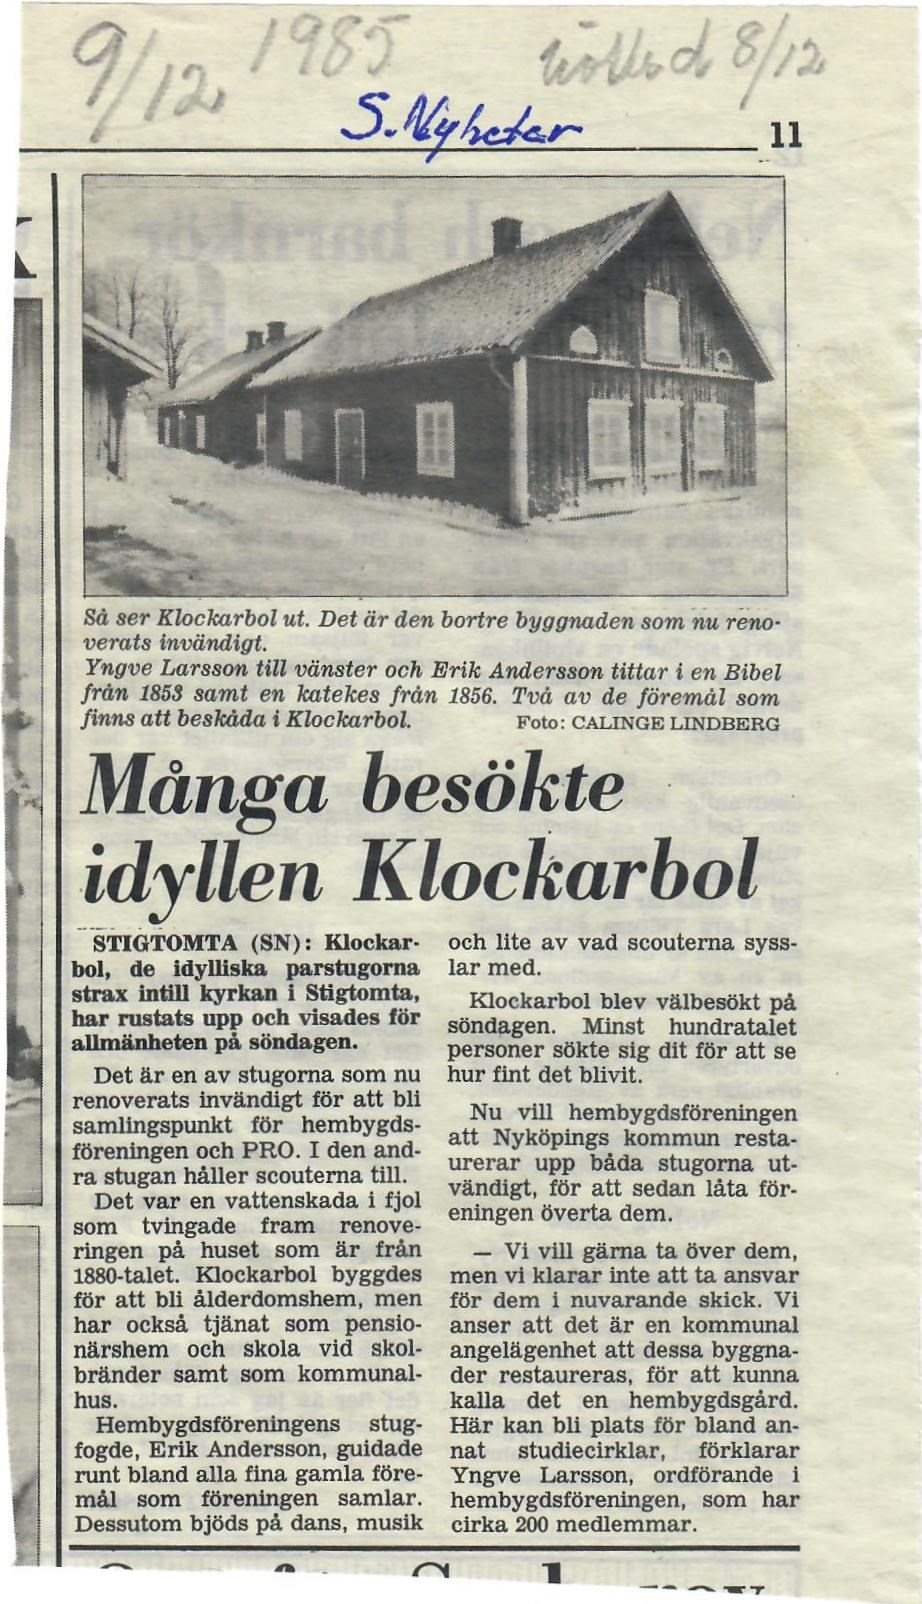 9/12 1985 8/12
S. Nyheter
11
Så ser Klockarbol ut. Det är den bortre byggnaden som nu reno-
verats invändigt.
Yngve Larsson till vänster och Erik Andersson tittar i en Bibel
från 1853 samt en katekes från 1856. Två av de föremål som
finns att beskåda i Klockarbol. Foto: CALINGE LINDBERG
Många besökte
idyllen Klockarbol
STIGTOMTA (SN): Klockar-
bol, de idylliska parstugorna
strax intill kyrkan i Stigtomta,
har rustats upp och visades för
allmänheten på söndagen.
Det är en av stugorna som nu
renoverats invändigt för att bli
samlingspunkt för hembygds-
föreningen och PRO. I den and-
ra stugan håller scouterna till.
Det var en vattenskada i fjol
som tvingade fram renove-
ringen på huset som är från
1880-talet. Klockarbol byggdes
för att bli ålderdomshem, men
har också tjänat som pensio-
närshem och skola vid skol-
bränder samt som kommunal-
hus.
Hembygdsföreningens stug-
fogde, Erik Andersson, guidade
runt bland alla fina gamla före-
mål som föreningen samlar.
Dessutom bjöds på dans, musik
och lite av vad scouterna syss-
lar med.
Klockarbol blev välbesökt på
söndagen. Minst hundratalet
personer sökte sig dit för att se
hur fint det blivit.
Nu vill hembygdsföreningen
att Nyköpings kommun resta-
urerar upp båda stugorna ut-
vändigt, för att sedan låta för-
eningen överta dem.
— Vi vill gärna ta över dem,
men vi klarar inte att ta ansvar
för dem i nuvarande skick. Vi
anser att det är en kommunal
angelägenhet att dessa byggna-
der restaureras, för att kunna
kalla det en hembygdsgård.
Här kan bli plats för bland an-
nat studiecirklar, förklarar
Yngve Larsson, ordförande i
hembygdsföreningen, som har
cirka 200 medlemmar.